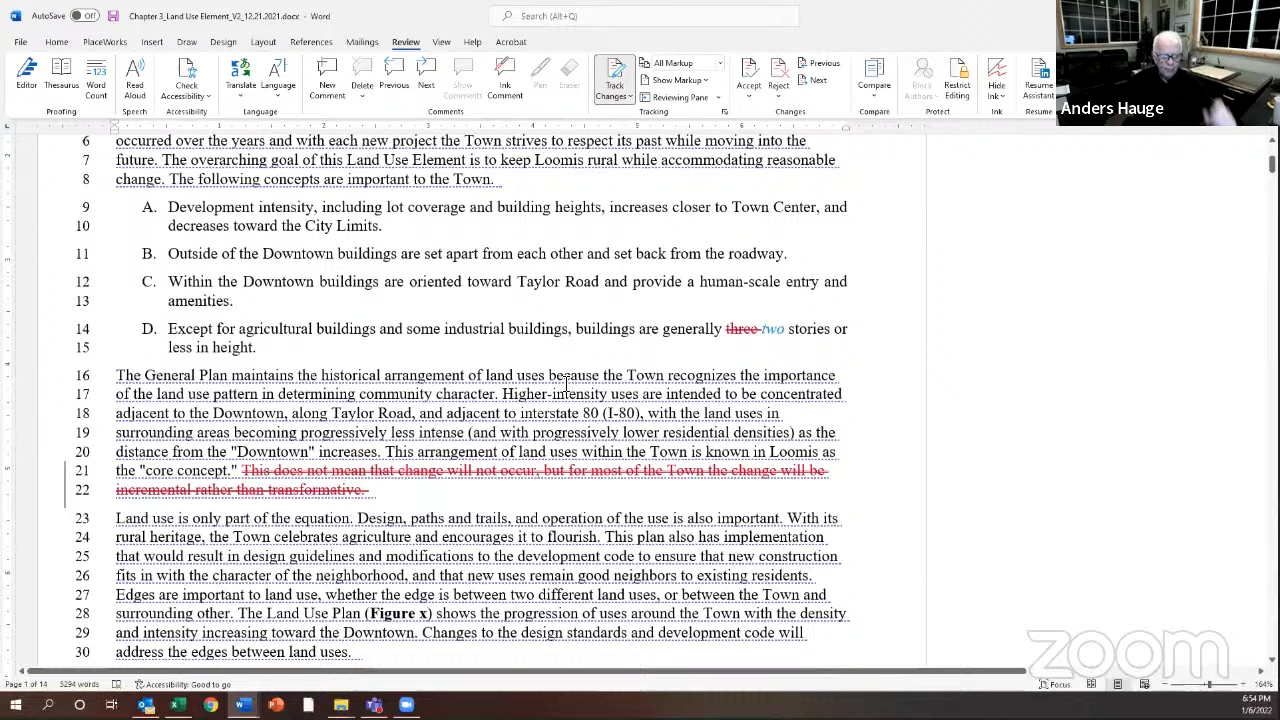 AutoSave Off Chapter 3_Land Use Element_V2_12.21.2021.docx - Word Search (Alt+Q)
File Home PlaceWorks Insert Draw Design Layout References Mailings Review View Help Acrobat
Editor Thesaurus Word Count Read Aloud Check Accessibility Translate Language New Comment Delete Previous Next Show Comments Ink Comment Pen Eraser Track Changes All Markup Show Markup Reviewing Pane Accept Reject Previous Next Compare Block Authors Restrict Editing Hide Ink Resume Assistant
Proofing Speech Accessibility Language Comments Ink Tracking Changes Compare Protect Ink Resume
Anders Hauge
6 occurred over the years and with each new project the Town strives to respect its past while moving into the
7 future. The overarching goal of this Land Use Element is to keep Loomis rural while accommodating reasonable
8 change. The following concepts are important to the Town.
9 A. Development intensity, including lot coverage and building heights, increases closer to Town Center, and
10 decreases toward the City Limits.
11 B. Outside of the Downtown buildings are set apart from each other and set back from the roadway.
12 C. Within the Downtown buildings are oriented toward Taylor Road and provide a human-scale entry and
13 amenities.
14 D. Except for agricultural buildings and some industrial buildings, buildings are generally three two stories or
15 less in height.
16 The General Plan maintains the historical arrangement of land uses because the Town recognizes the importance
17 of the land use pattern in determining community character. Higher-intensity uses are intended to be concentrated
18 adjacent to the Downtown, along Taylor Road, and adjacent to interstate 80 (I-80), with the land uses in
19 surrounding areas becoming progressively less intense (and with progressively lower residential densities) as the
20 distance from the "Downtown" increases. This arrangement of land uses within the Town is known in Loomis as
21 the "core concept." This does not mean that change will not occur, but for most of the Town the change will be
22 incremental rather than transformative.
23 Land use is only part of the equation. Design, paths and trails, and operation of the use is also important. With its
24 rural heritage, the Town celebrates agriculture and encourages it to flourish. This plan also has implementation
25 that would result in design guidelines and modifications to the development code to ensure that new construction
26 fits in with the character of the neighborhood, and that new uses remain good neighbors to existing residents.
27 Edges are important to land use, whether the edge is between two different land uses, or between the Town and
28 surrounding other. The Land Use Plan (Figure x) shows the progression of uses around the Town with the density
29 and intensity increasing toward the Downtown. Changes to the design standards and development code will
30 address the edges between land uses.
zoom
Page 1 of 14 5294 words Accessibility: Good to go Focus 164%
6:54 PM
1/6/2022